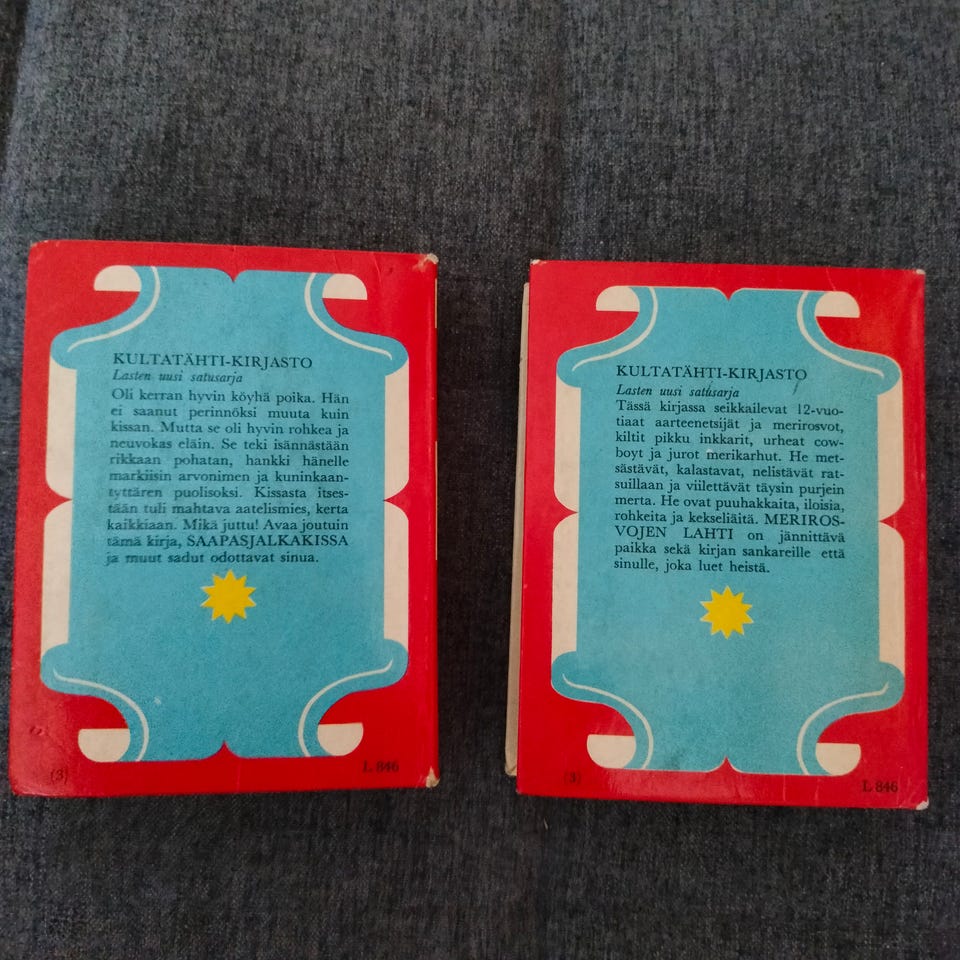 KULTATÄHTI-KIRJASTO
Lasten uusi satusarja
Oli kerran hyvin köyhä poika. Hän
ei saanut perinnöksi muuta kuin
kissan. Mutta se oli hyvin rohkea ja
neuvokas eläin. Se teki isännästään
rikkaan pohatan, hankki hänelle
markiisin arvonimen ja kuninkaan-
tyttären puolisoksi. Kissasta itses-
tään tuli mahtava aatelismies, kerta
kaikkiaan. Mikä juttu! Avaa joutuin
tämä kirja, SAAPASJALKAKISSA
ja muut sadut odottavat sinua.
(3)
L 846
KULTATÄHTI-KIRJASTO
Lasten uusi satusarja
Tässä kirjassa seikkailevat 12-vuo-
tiaat aarteenetsijät ja merirosvot,
kiltit pikku inkkarit, urheat cow-
boyt ja jurot merikarhut. He met-
sästävät, kalastavat, nelistävät rat-
suillaan ja viilettävät täysin purjein
merta. He ovat puuhakkaita, iloisia,
rohkeita ja kekseliäitä. MERIROS-
VOJEN LAHTI on jännittävä
paikka sekä kirjan sankareille että
sinulle, joka luet heistä.
(3)
L 846